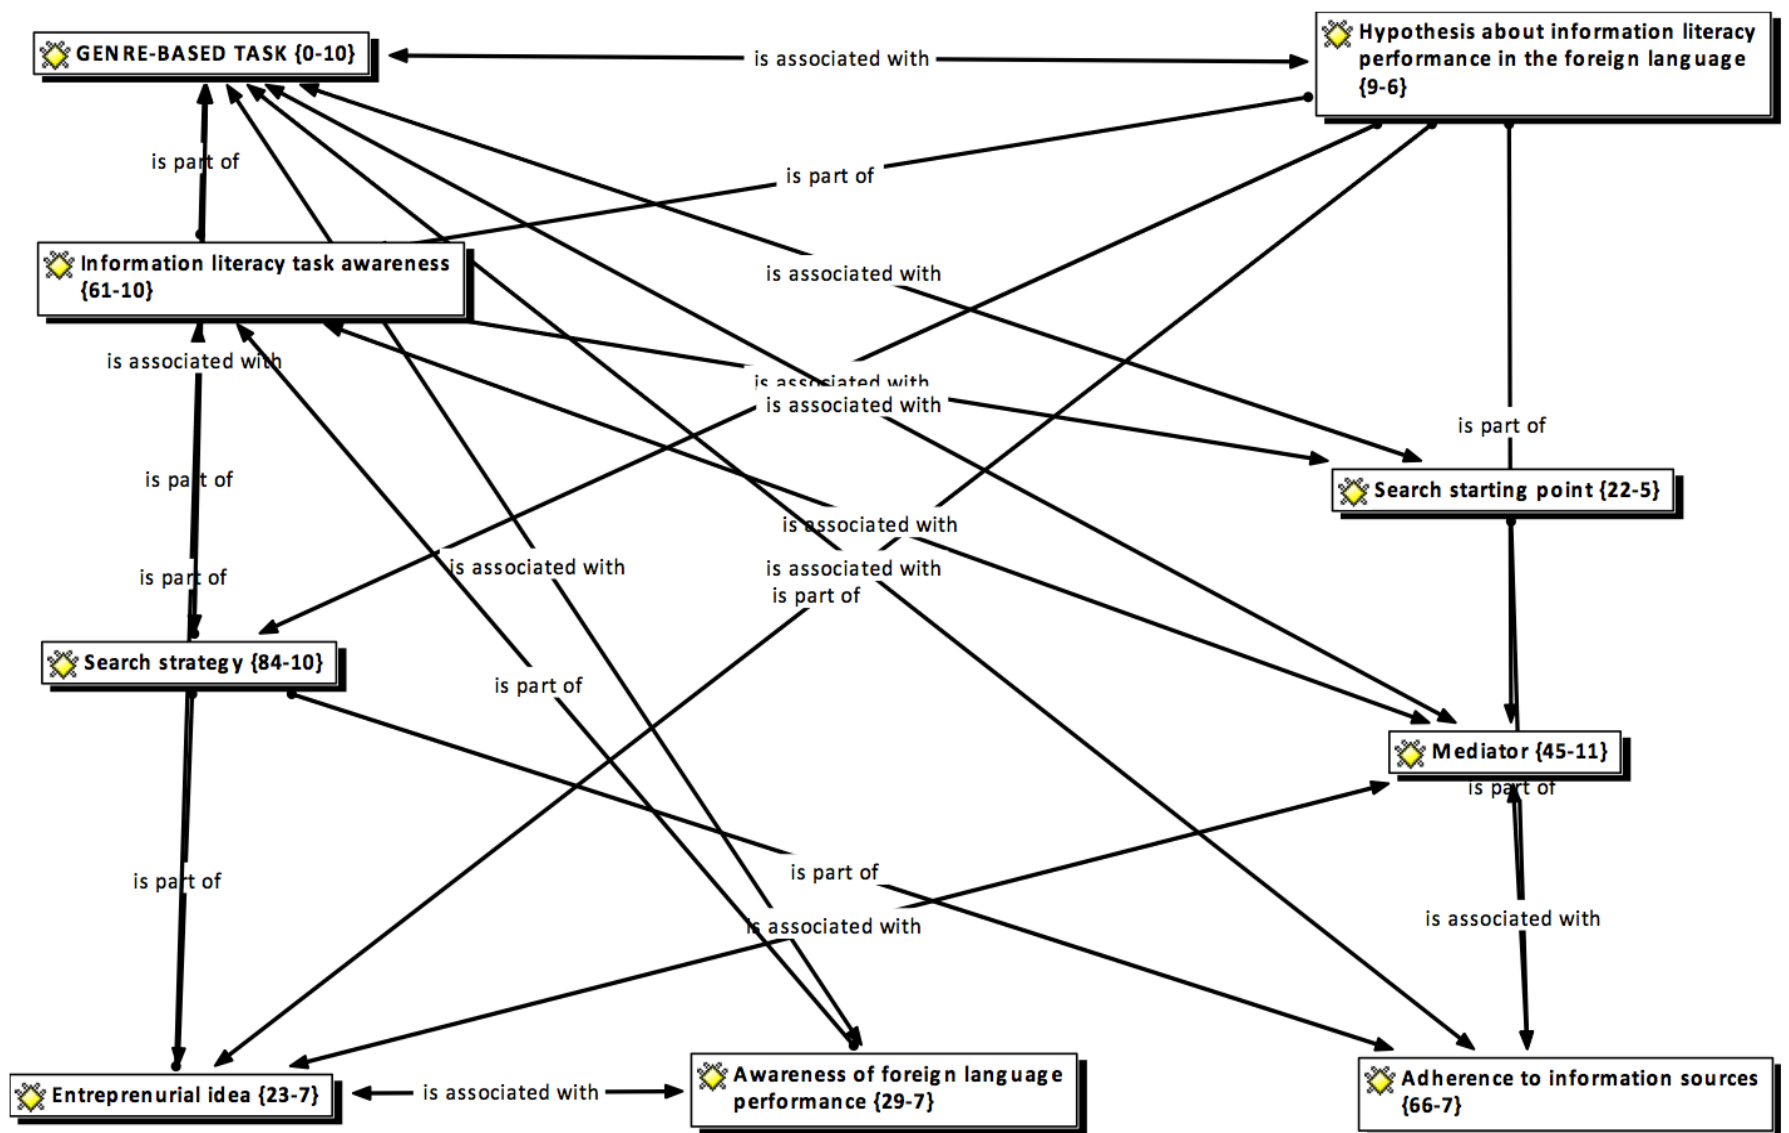 GENRE-BASED TASK {0-10}
is associated with
Hypothesis about information literacy
performance in the foreign language
{9-6}
is part of
is part of
Information literacy task awareness
{61-10}
is associated with
is associated with
is associated with
is associated with
is part of
is part of
Search starting point {22-5}
is associated with
is part of
is associated with
is associated with
is part of
Search strategy {84-10}
is part of
Mediator {45-11}
is part of
is part of
is part of
is associated with
is associated with
Entreprenurial idea {23-7}
is associated with
Awareness of foreign language
performance {29-7}
Adherence to information sources
{66-7}